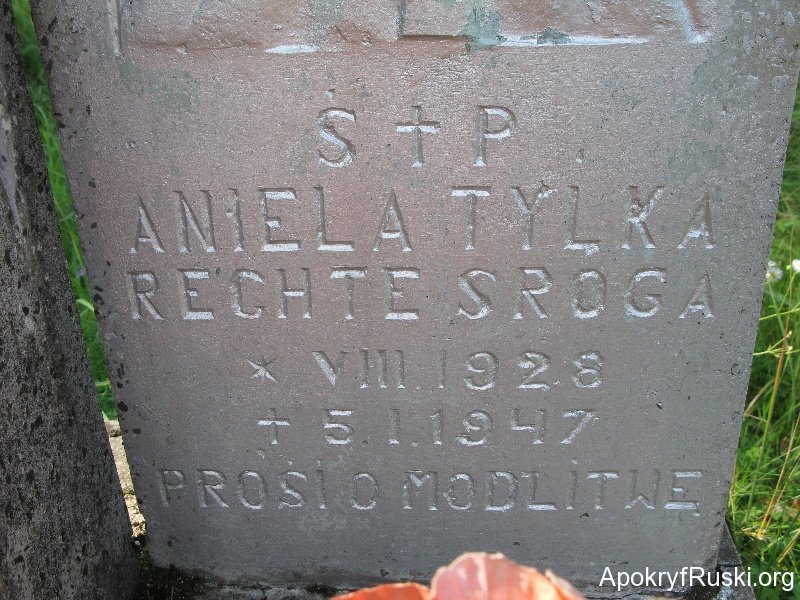 Ś † P
ANIELA TYLKA
RECHTE SROGA
* VIII.1928
† 5.I.1947
PROSI O MODLITWĘ
ApokryfRuski.org